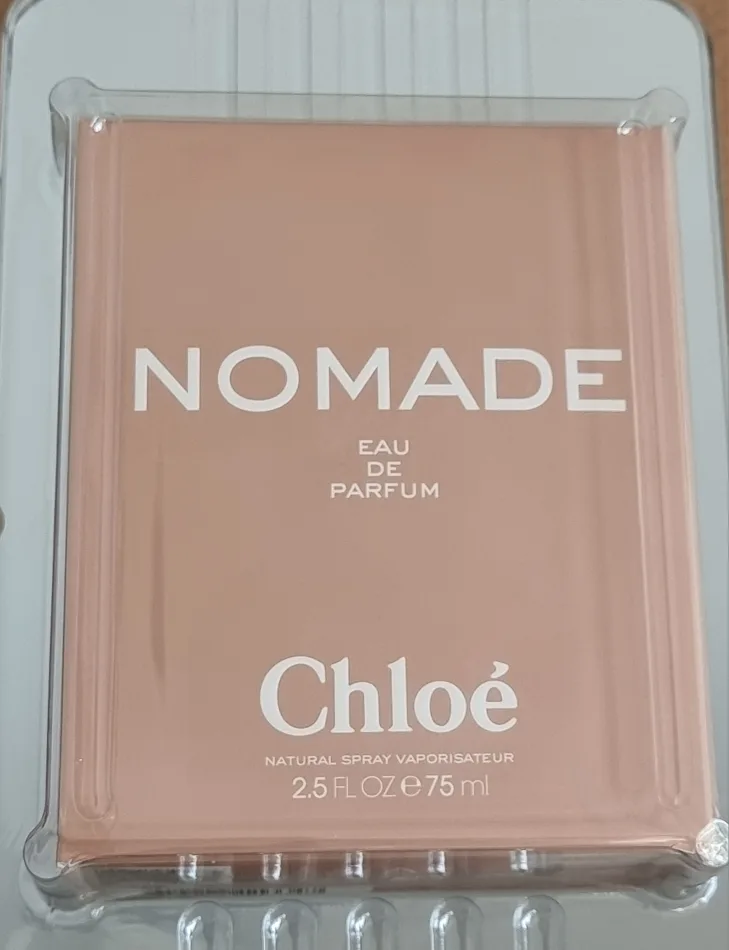 NOMADE
EAU
DE
PARFUM
Chloé
NATURAL SPRAY VAPORISATEUR
2.5 FL OZ ℮ 75 ml